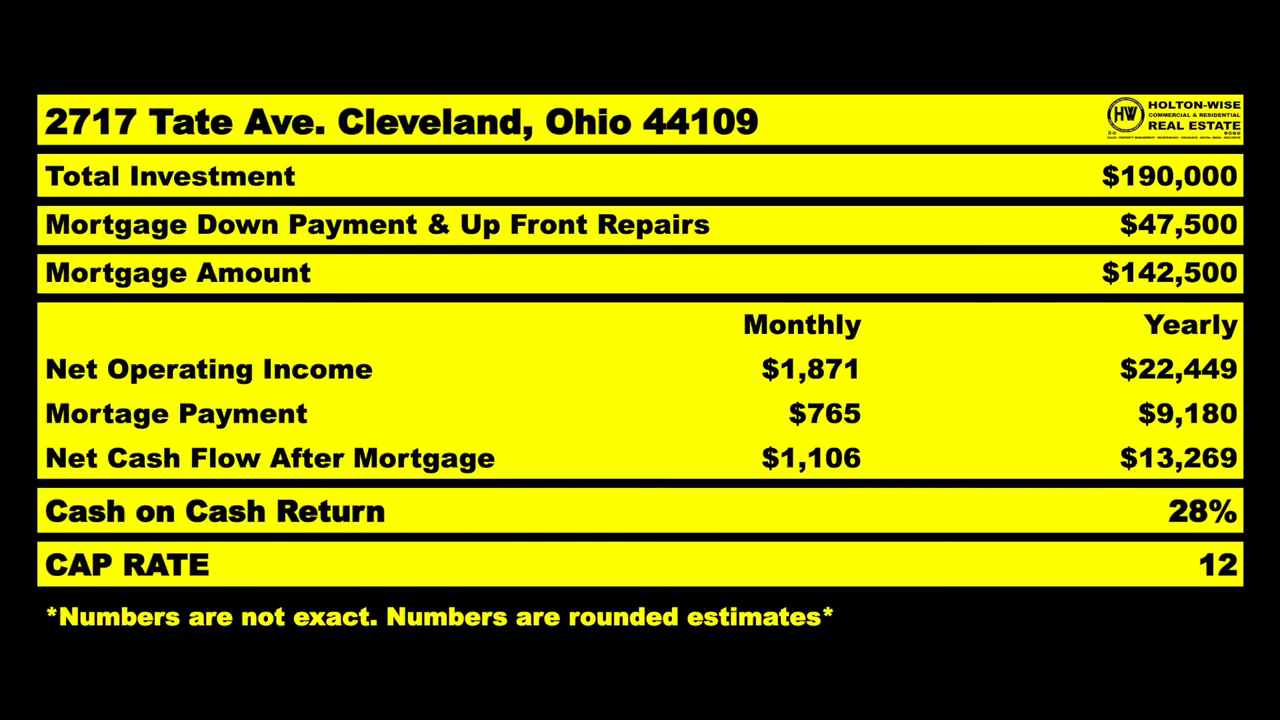 2717 Tate Ave. Cleveland, Ohio 44109
HW
HOLTON-WISE
COMMERCIAL & RESIDENTIAL
REAL ESTATE
Total Investment $190,000
Mortgage Down Payment & Up Front Repairs $47,500
Mortgage Amount $142,500
Monthly Yearly
Net Operating Income $1,871 $22,449
Mortage Payment $765 $9,180
Net Cash Flow After Mortgage $1,106 $13,269
Cash on Cash Return 28%
CAP RATE 12
*Numbers are not exact. Numbers are rounded estimates*